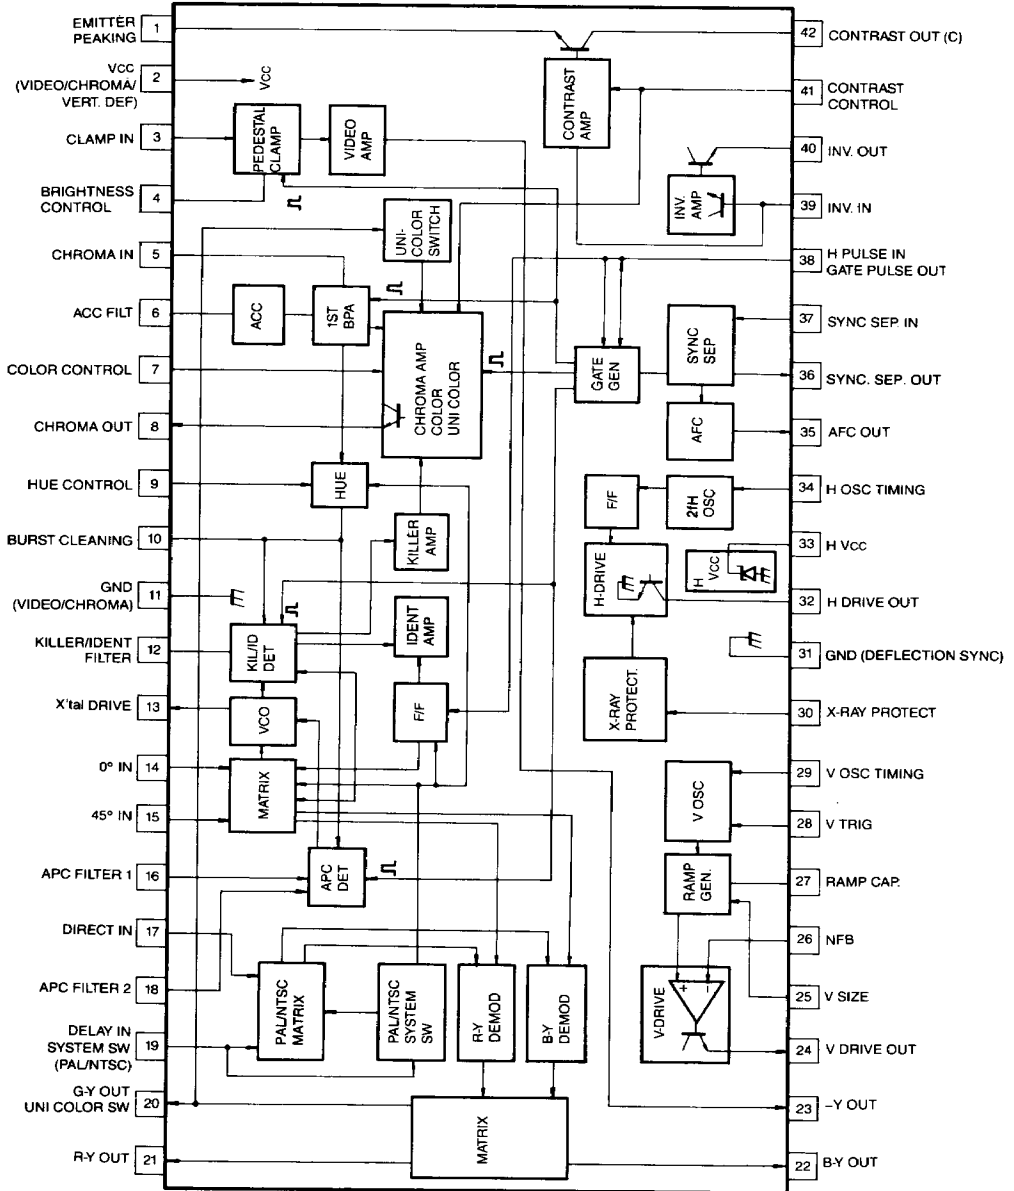 EMITTER
PEAKING
1
VCC
(VIDEO/CHROMA/
VERT. DEF)
2
VCC
CLAMP IN
3
BRIGHTNESS
CONTROL
4
CHROMA IN
5
ACC FILT
6
COLOR CONTROL
7
CHROMA OUT
8
HUE CONTROL
9
BURST CLEANING
10
GND
(VIDEO/CHROMA)
11
KILLER/IDENT
FILTER
12
X'tal DRIVE
13
0° IN
14
45° IN
15
APC FILTER 1
16
DIRECT IN
17
APC FILTER 2
18
DELAY IN
SYSTEM SW
(PAL/NTSC)
19
G-Y OUT
UNI COLOR SW
20
R-Y OUT
21
PEDESTAL
CLAMP
VIDEO
AMP
UNI-
COLOR
SWITCH
ACC
1ST
BPA
CHROMA AMP
COLOR
UNI COLOR
HUE
KILLER
AMP
KIL/ID
DET
IDENT
AMP
VCO
F/F
MATRIX
APC
DET
PAL/NTSC
MATRIX
PAL/NTSC
SYSTEM
SW
R-Y
DEMOD
B-Y
DEMOD
MATRIX
CONTRAST
AMP
INV.
AMP
GATE
GEN
SYNC
SEP
AFC
F/F
2fH
OSC
H-DRIVE
H
VCC
X-RAY
PROTECT.
V OSC
RAMP
GEN.
V-DRIVE
+
−
42
CONTRAST OUT (C)
41
CONTRAST
CONTROL
40
INV. OUT
39
INV. IN
38
H PULSE IN
GATE PULSE OUT
37
SYNC SEP. IN
36
SYNC. SEP. OUT
35
AFC OUT
34
H OSC TIMING
33
H VCC
32
H DRIVE OUT
31
GND (DEFLECTION SYNC)
30
X-RAY PROTECT
29
V OSC TIMING
28
V TRIG
27
RAMP CAP.
26
NFB
25
V SIZE
24
V DRIVE OUT
23
-Y OUT
22
B-Y OUT